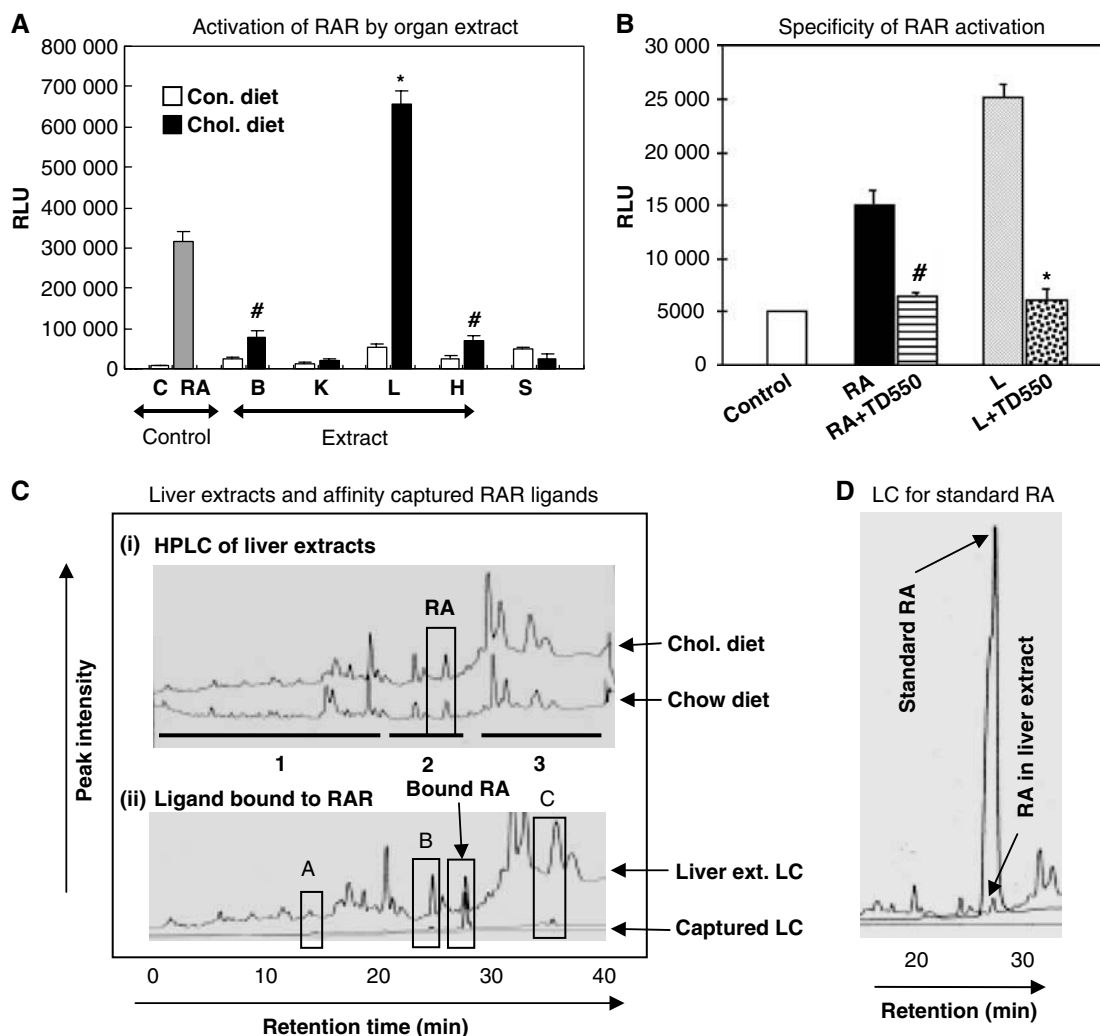 A
Activation of RAR by organ extract
800 000
700 000
600 000
500 000
400 000
300 000
200 000
100 000
0
RLU
Con. diet
Chol. diet
#
*
#
C RA B K L H S
Control
Extract
B
Specificity of RAR activation
30 000
25 000
20 000
15 000
10 000
5000
0
RLU
#
*
Control
RA
RA+TD550
L
L+TD550
C
Liver extracts and affinity captured RAR ligands
(i) HPLC of liver extracts
RA
Chol. diet
Chow diet
1 2 3
Bound RA
(ii) Ligand bound to RAR
A
B
C
Liver ext. LC
Captured LC
Peak intensity
0 10 20 30 40
Retention time (min)
D
LC for standard RA
Standard RA
RA in liver extract
20 30
Retention (min)